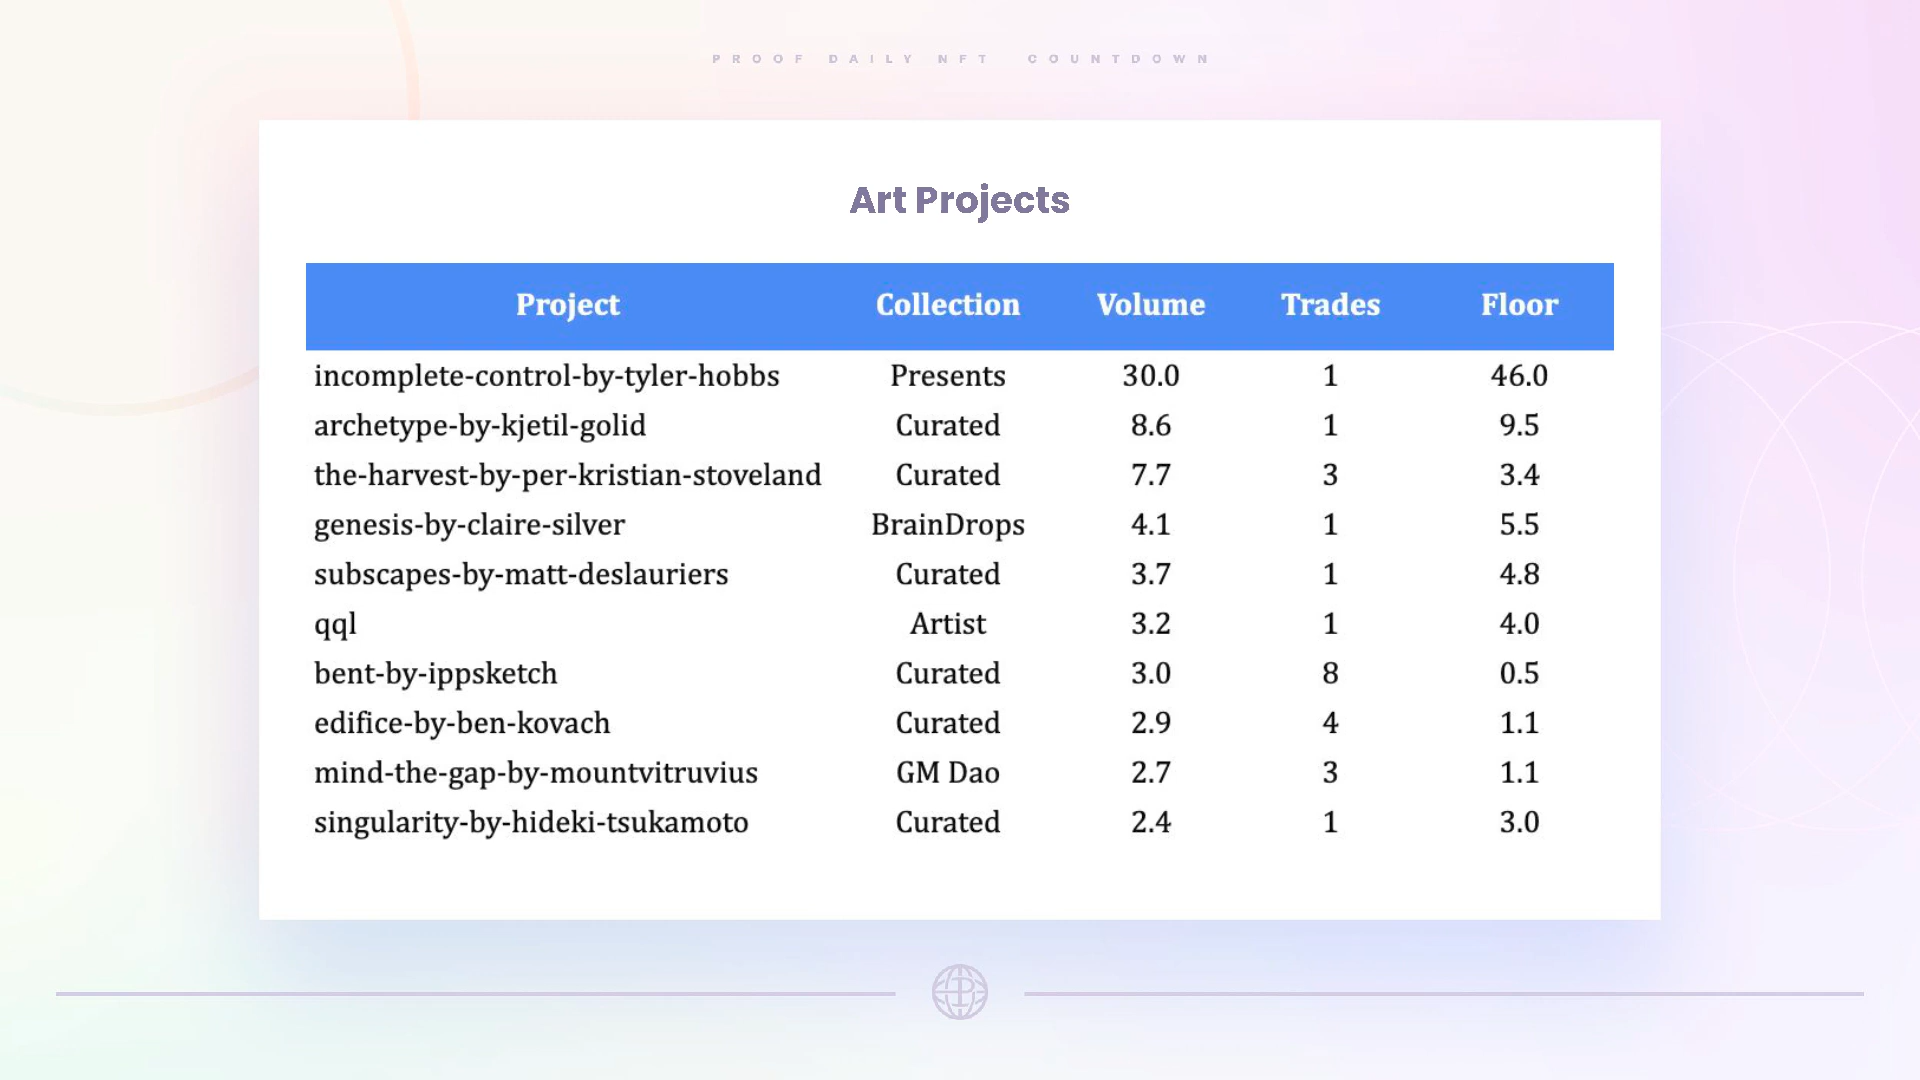 PROOF DAILY NFT COUNTDOWN
Art Projects
Project Collection Volume Trades Floor
incomplete-control-by-tyler-hobbs Presents 30.0 1 46.0
archetype-by-kjetil-golid Curated 8.6 1 9.5
the-harvest-by-per-kristian-stoveland Curated 7.7 3 3.4
genesis-by-claire-silver BrainDrops 4.1 1 5.5
subscapes-by-matt-deslauriers Curated 3.7 1 4.8
qql Artist 3.2 1 4.0
bent-by-ippsketch Curated 3.0 8 0.5
edifice-by-ben-kovach Curated 2.9 4 1.1
mind-the-gap-by-mountvitruvius GM Dao 2.7 3 1.1
singularity-by-hideki-tsukamoto Curated 2.4 1 3.0
P